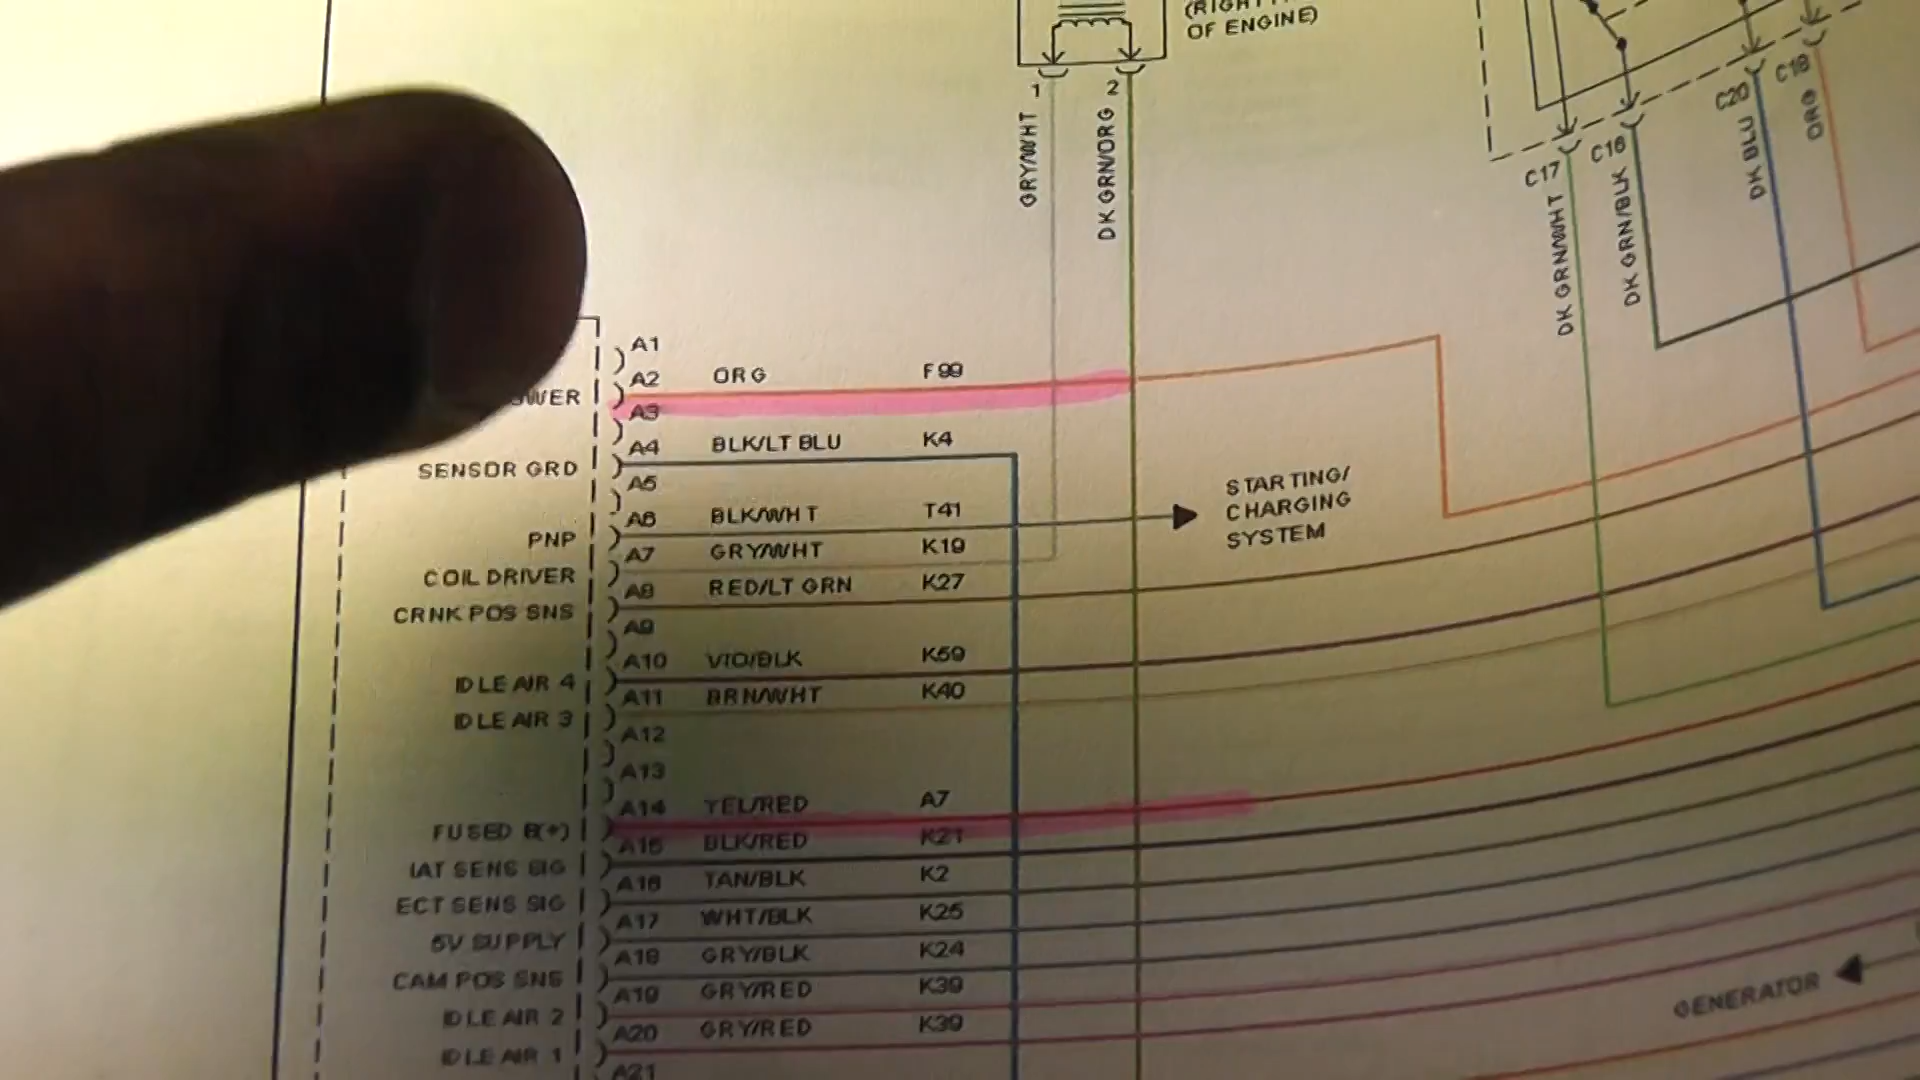 OF ENGINE)
1
2
GRY/WHT
DK GRN/ORG
C17
C16
C20
C18
DK GRN/WHT
DK GRN/BLK
DK BLU
ORG
A1
A2 ORG F99
A3
A4 BLK/LT BLU K4
SENSOR GRD
A5
A6 BLK/WHT T41
PNP
A7 GRY/WHT K19
COIL DRIVER
A8 RED/LT GRN K27
CRNK POS SNS
A9
A10 VIO/BLK K59
IDLE AIR 4
A11 BRN/WHT K40
IDLE AIR 3
A12
A13
A14 YEL/RED A7
FUSED B(+)
A15 BLK/RED K21
IAT SENS SIG
A16 TAN/BLK K2
ECT SENS SIG
A17 WHT/BLK K25
5V SUPPLY
A18 GRY/BLK K24
CAM POS SNS
A19 GRY/RED K39
IDLE AIR 2
A20 GRY/RED K39
IDLE AIR 1
A21
STARTING/
CHARGING
SYSTEM
GENERATOR